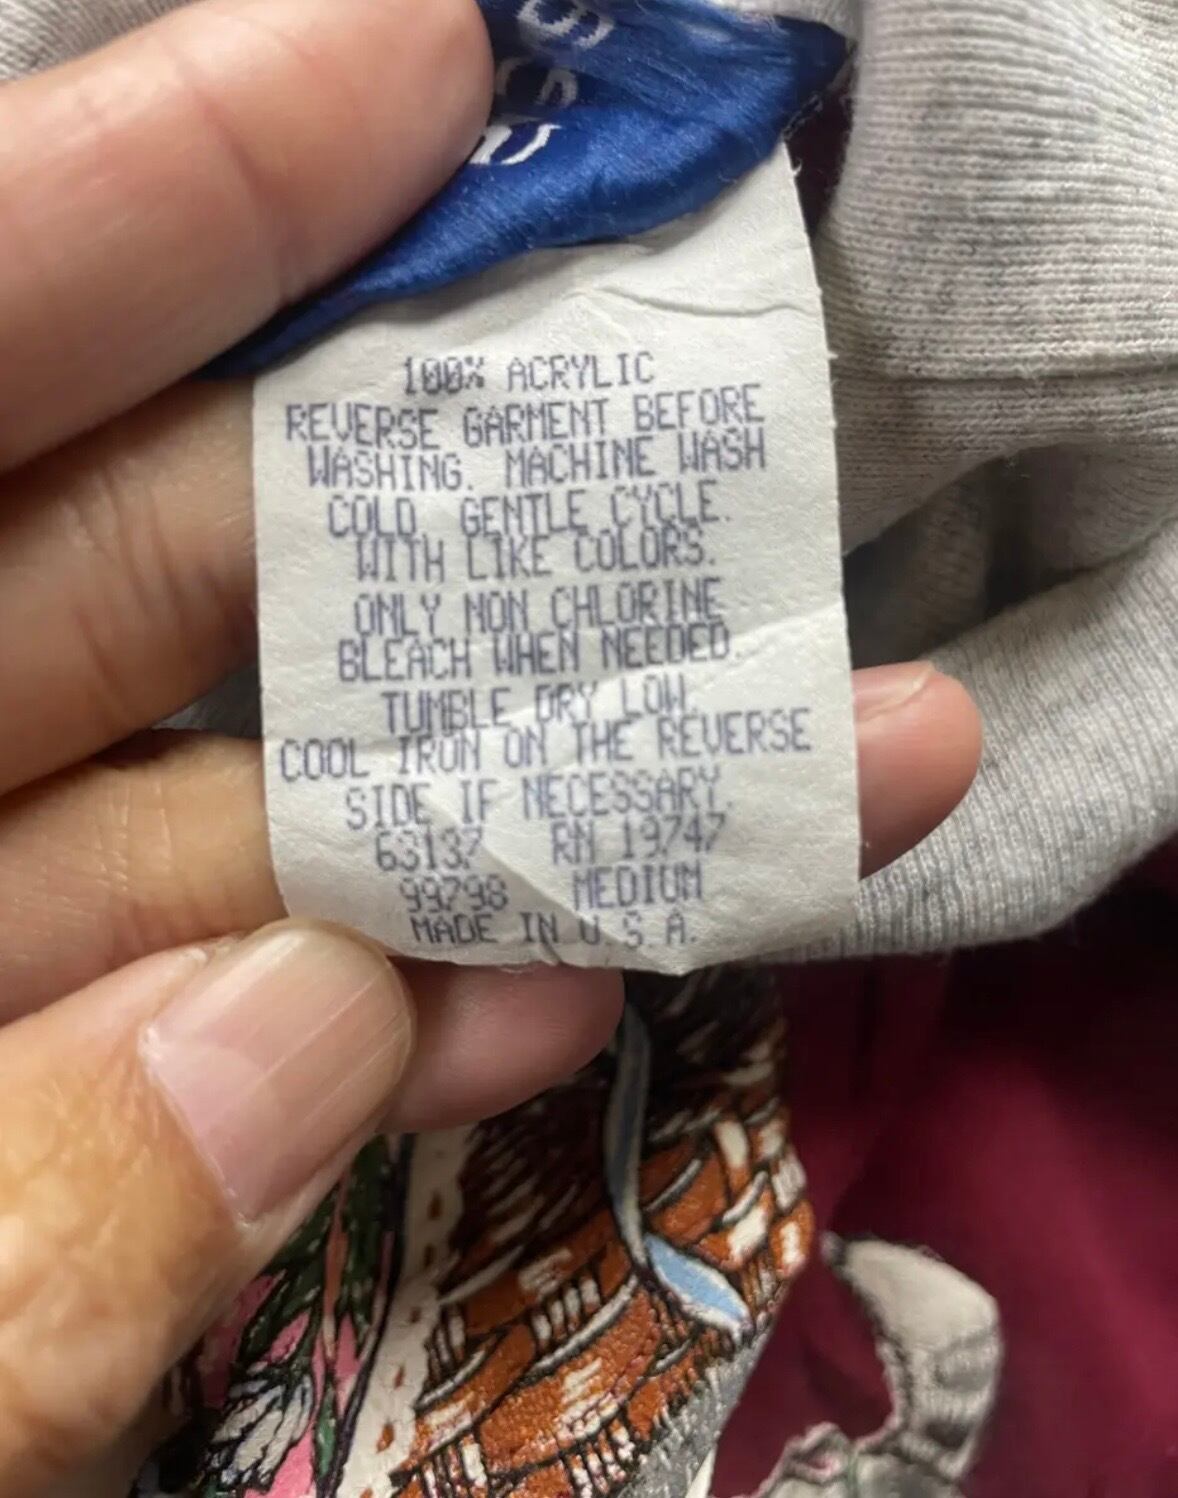 100% ACRYLIC
REVERSE GARMENT BEFORE
WASHING. MACHINE WASH
COLD. GENTLE CYCLE.
WITH LIKE COLORS.
ONLY NON CHLORINE
BLEACH WHEN NEEDED.
TUMBLE DRY LOW.
COOL IRON ON THE REVERSE
SIDE IF NECESSARY.
63137 RN 19747
99798 MEDIUM
MADE IN U.S.A.